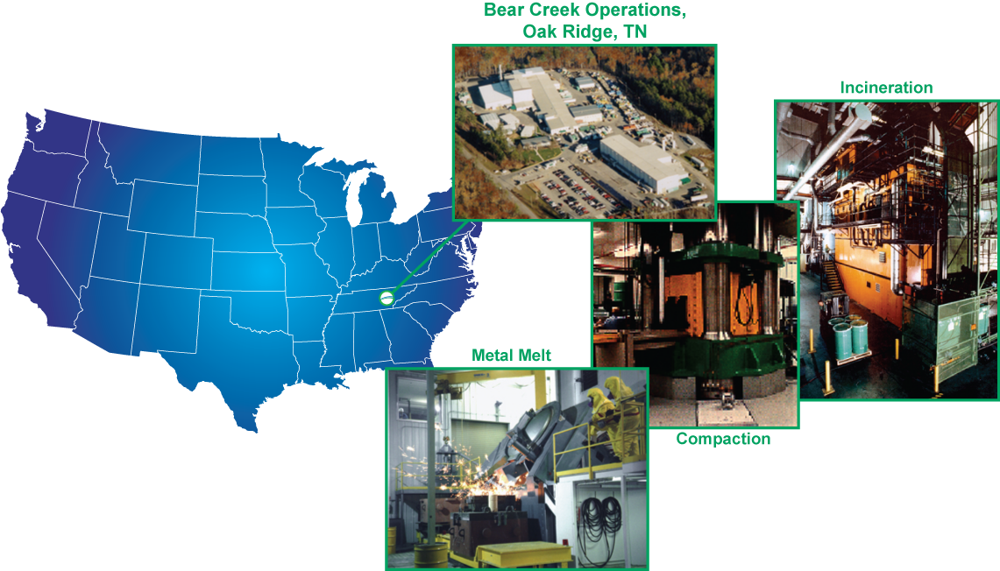 Bear Creek Operations,
Oak Ridge, TN
Incineration
Metal Melt
Compaction